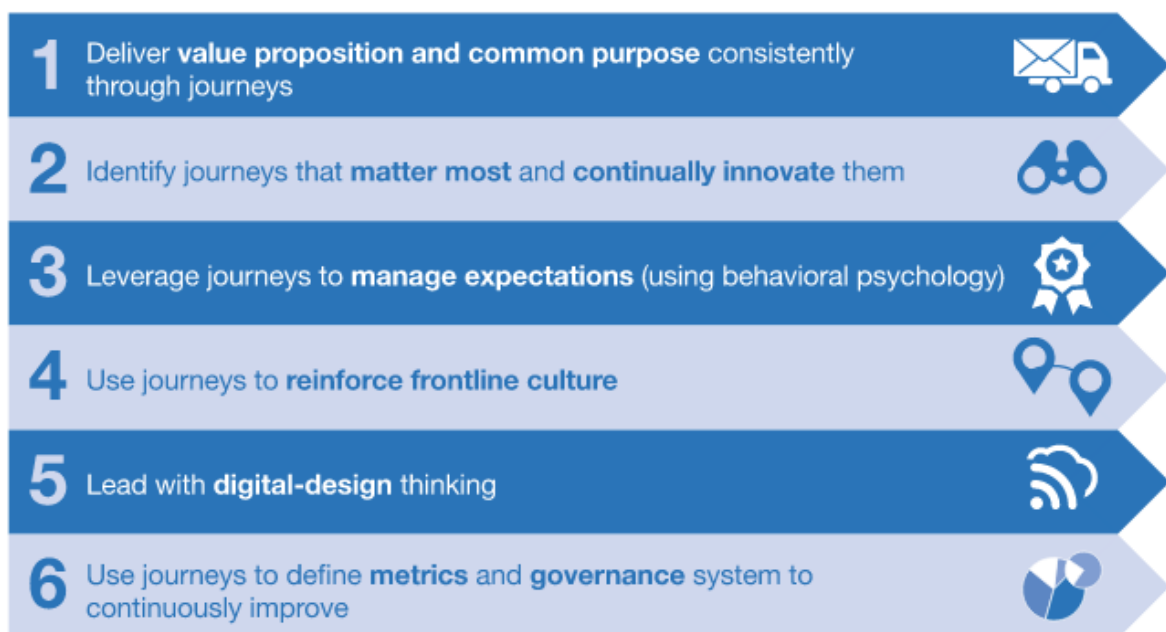 1 Deliver value proposition and common purpose consistently
through journeys
2 Identify journeys that matter most and continually innovate them
3 Leverage journeys to manage expectations (using behavioral psychology)
4 Use journeys to reinforce frontline culture
5 Lead with digital-design thinking
6 Use journeys to define metrics and governance system to
continuously improve